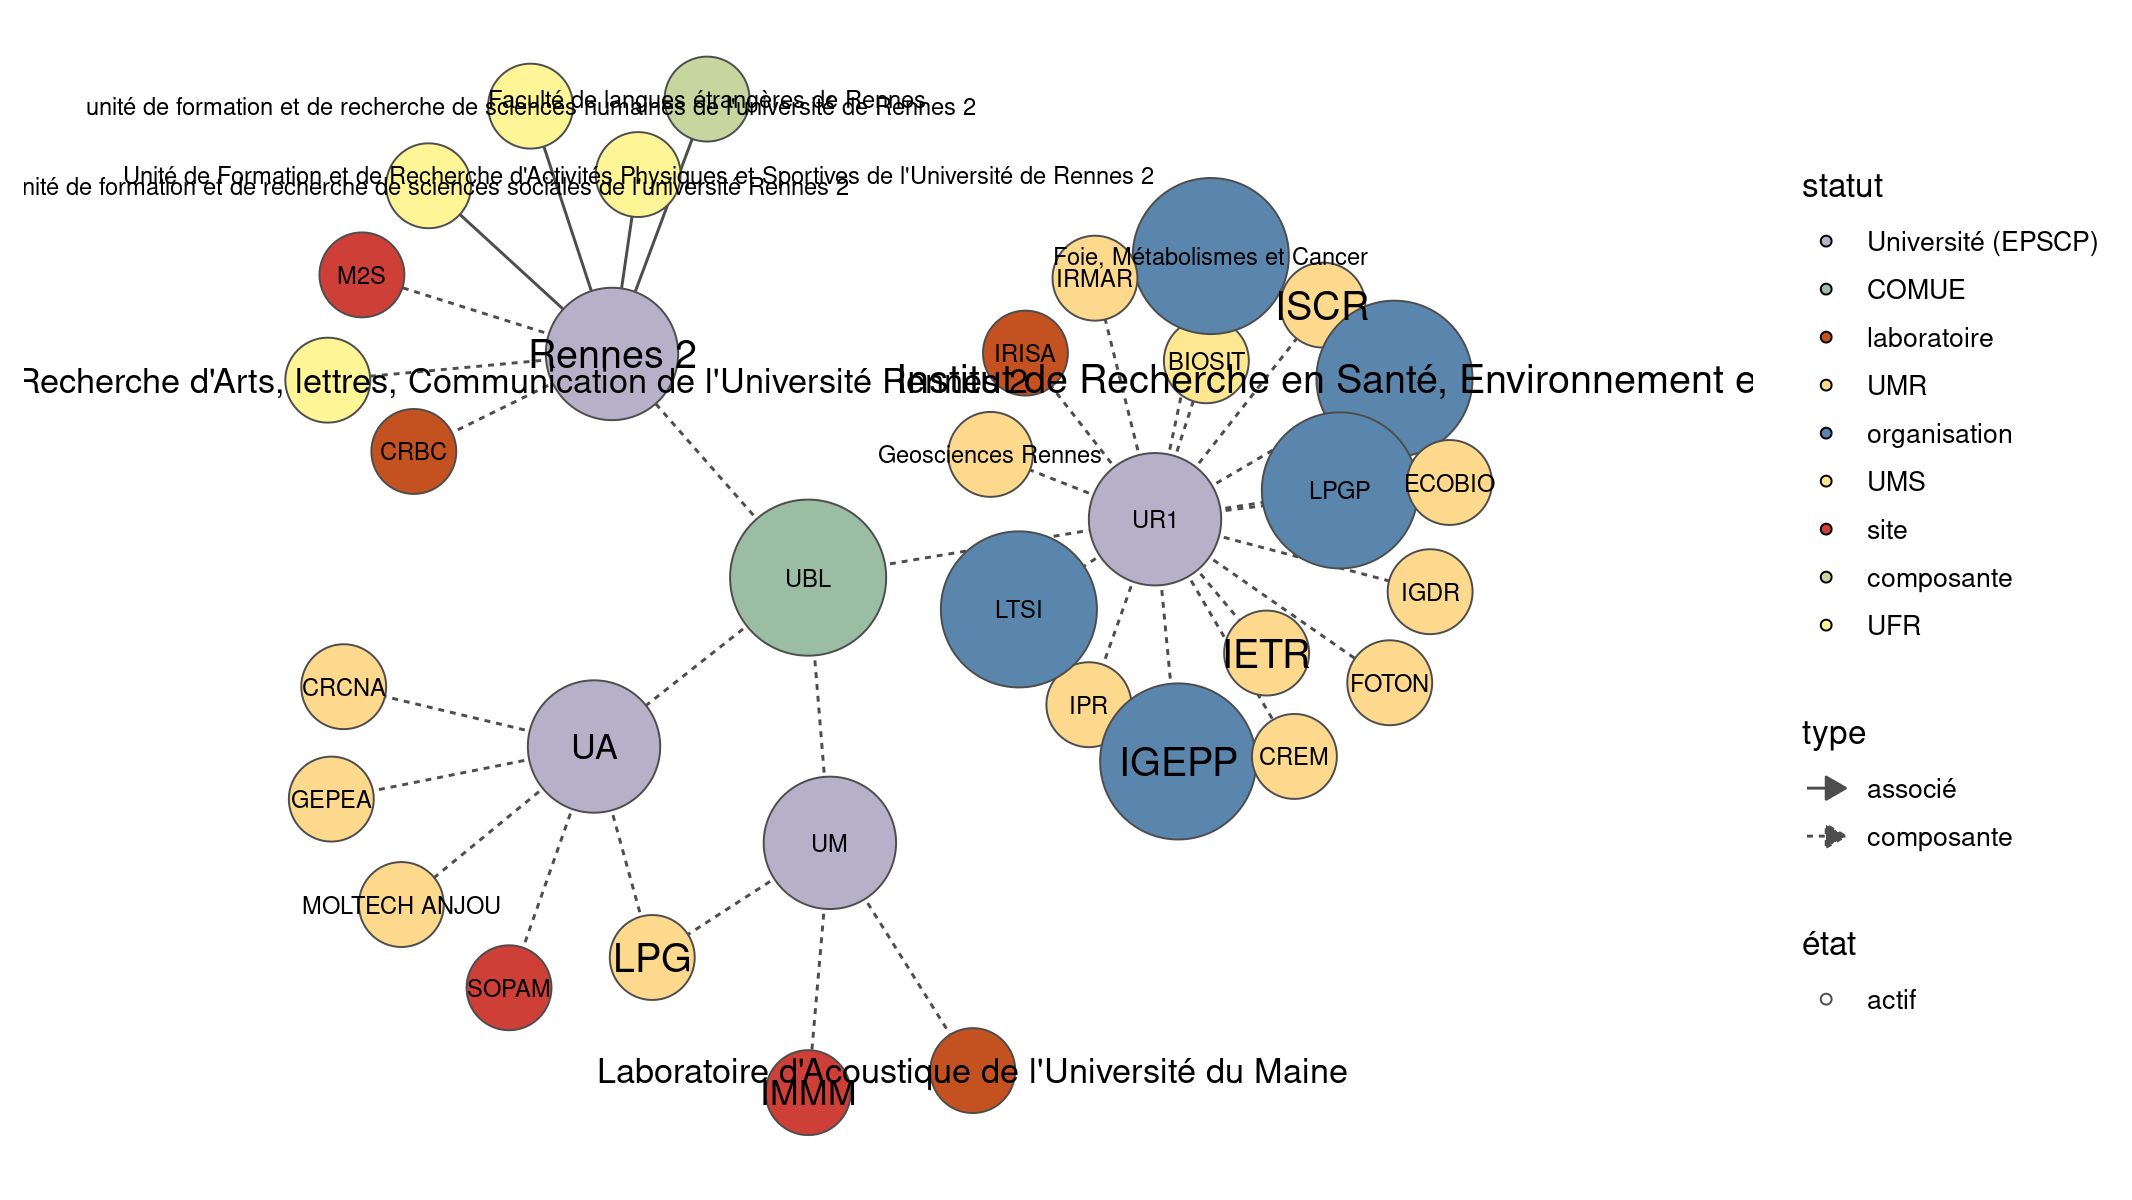 Faculté de langues étrangères de Rennes
unité de formation et de recherche de sciences humaines de l'université de Rennes 2
Unité de Formation et de Recherche d'Activités Physiques et Sportives de l'Université de Rennes 2
nité de formation et de recherche de sciences sociales de l'université Rennes 2
M2S
Rennes 2
Recherche d'Arts, lettres, Communication de l'Université Rennes 2
CRBC
Foie, Métabolismes et Cancer
IRMAR
ISCR
IRISA
BIOSIT
Institut de Recherche en Santé, Environnement e
Geosciences Rennes
LPGP
ECOBIO
UR1
UBL
LTSI
IGDR
IETR
FOTON
IPR
IGEPP
CREM
CRCNA
UA
GEPEA
UM
MOLTECH ANJOU
LPG
SOPAM
Laboratoire d'Acoustique de l'Université du Maine
IMMM
statut
Université (EPSCP)
COMUE
laboratoire
UMR
organisation
UMS
site
composante
UFR
type
associé
composante
état
actif